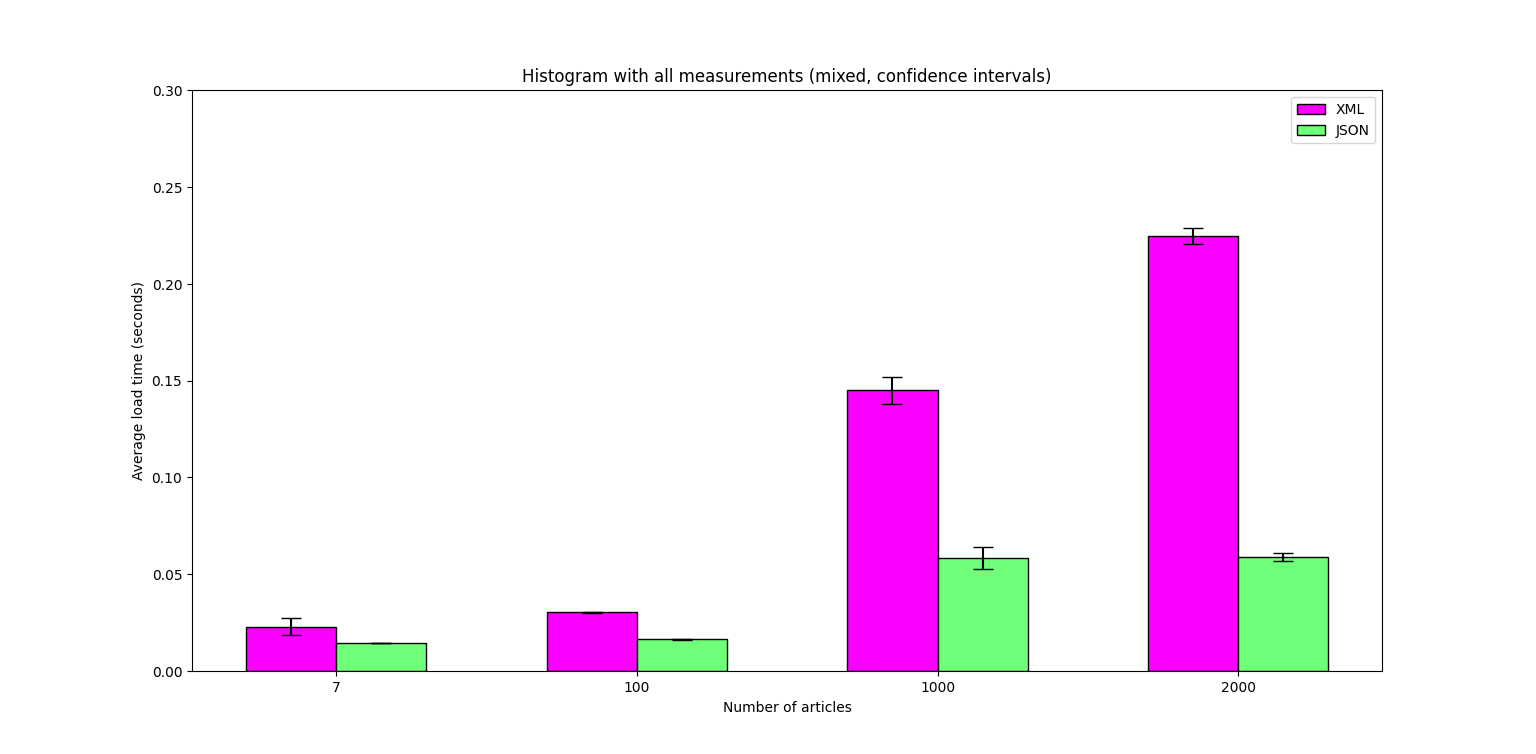 Histogram with all measurements (mixed, confidence intervals)
XML
JSON
Average load time (seconds)
0.30
0.25
0.20
0.15
0.10
0.05
0.00
7 100 1000 2000
Number of articles